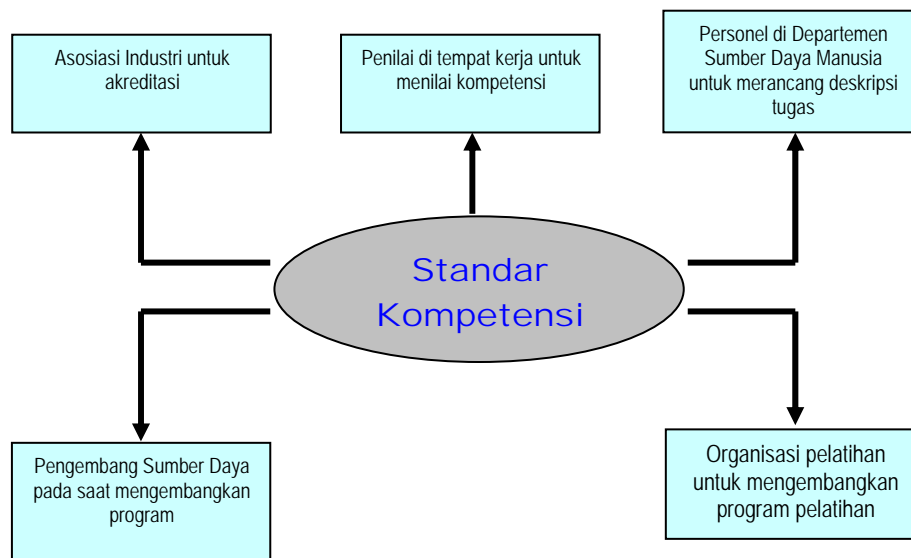 Asosiasi Industri untuk
akreditasi
Penilai di tempat kerja untuk
menilai kompetensi
Personel di Departemen
Sumber Daya Manusia
untuk merancang deskripsi
tugas
Standar
Kompetensi
Pengembang Sumber Daya
pada saat mengembangkan
program
Organisasi pelatihan
untuk mengembangkan
program pelatihan